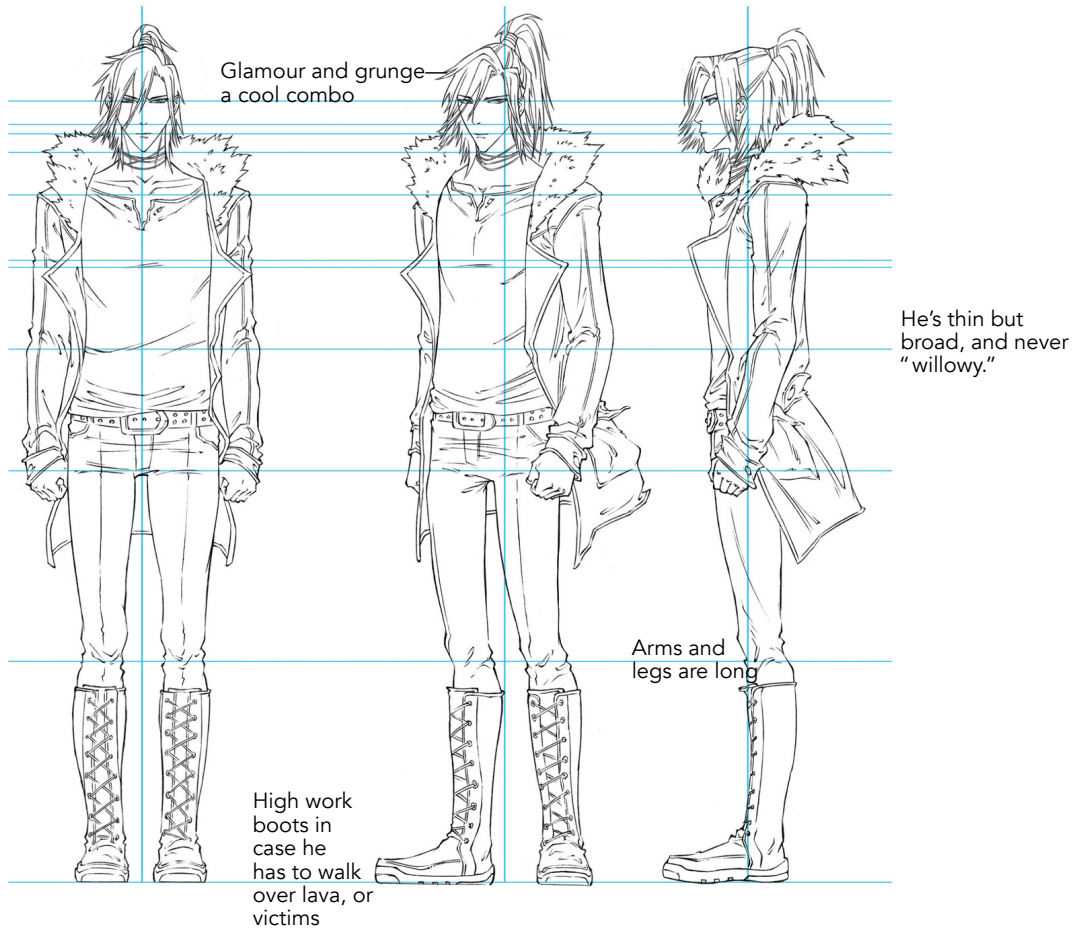 Glamour and grunge—
a cool combo
He’s thin but
broad, and never
“willowy.”
Arms and
legs are long
High work
boots in
case he
has to walk
over lava, or
victims